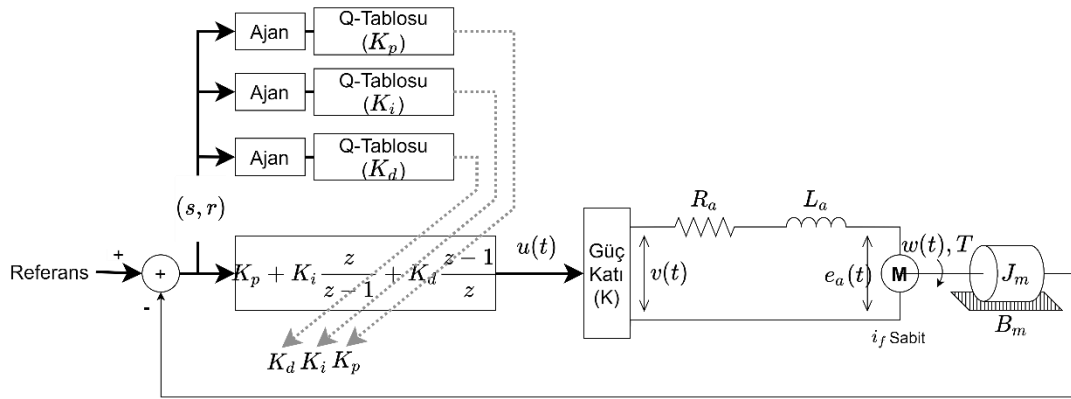 Ajan
Q-Tablosu
(K_p)
Ajan
Q-Tablosu
(K_i)
Ajan
Q-Tablosu
(K_d)
(s, r)
Referans
+
+
-
K_p + K_i z/(z − 1) + K_d (z − 1)/z
u(t)
K_d K_i K_p
Güç
Katı
(K)
v(t)
R_a
L_a
e_a(t)
M
w(t), T
J_m
B_m
i_f Sabit